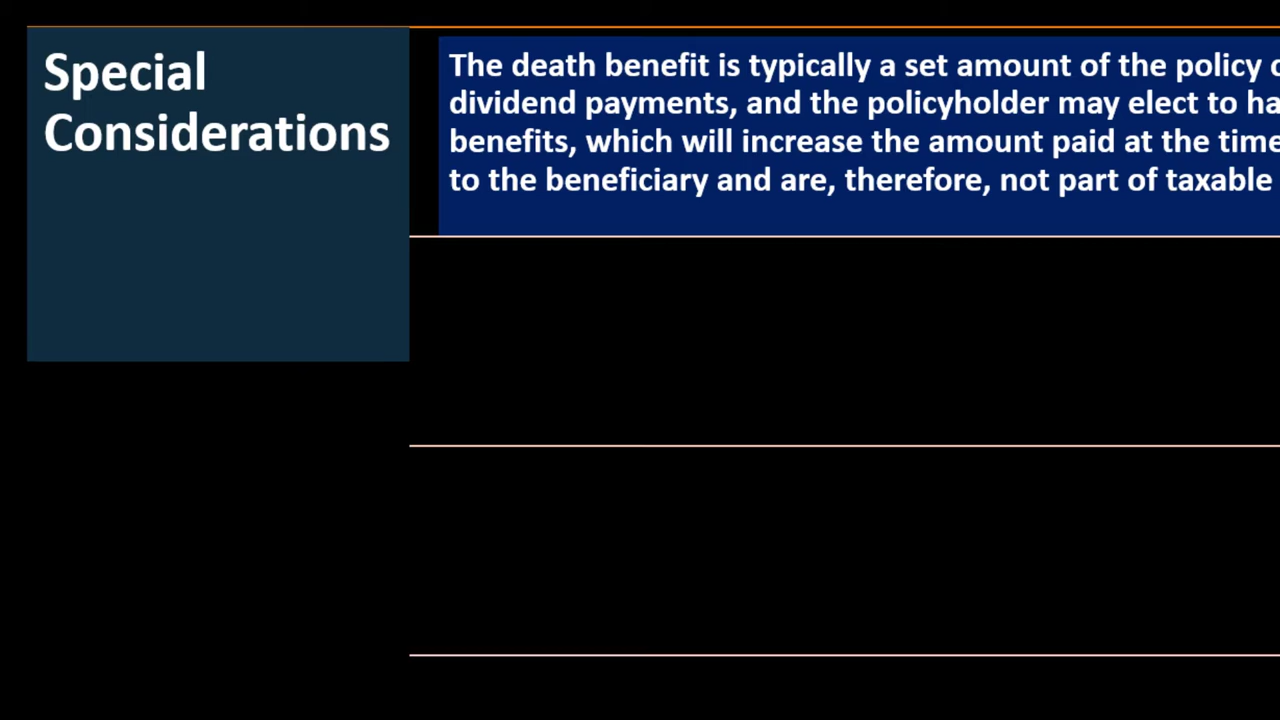 Special
Considerations
The death benefit is typically a set amount of the policy
dividend payments, and the policyholder may elect to
benefits, which will increase the amount paid at the time
to the beneficiary and are, therefore, not part of taxable